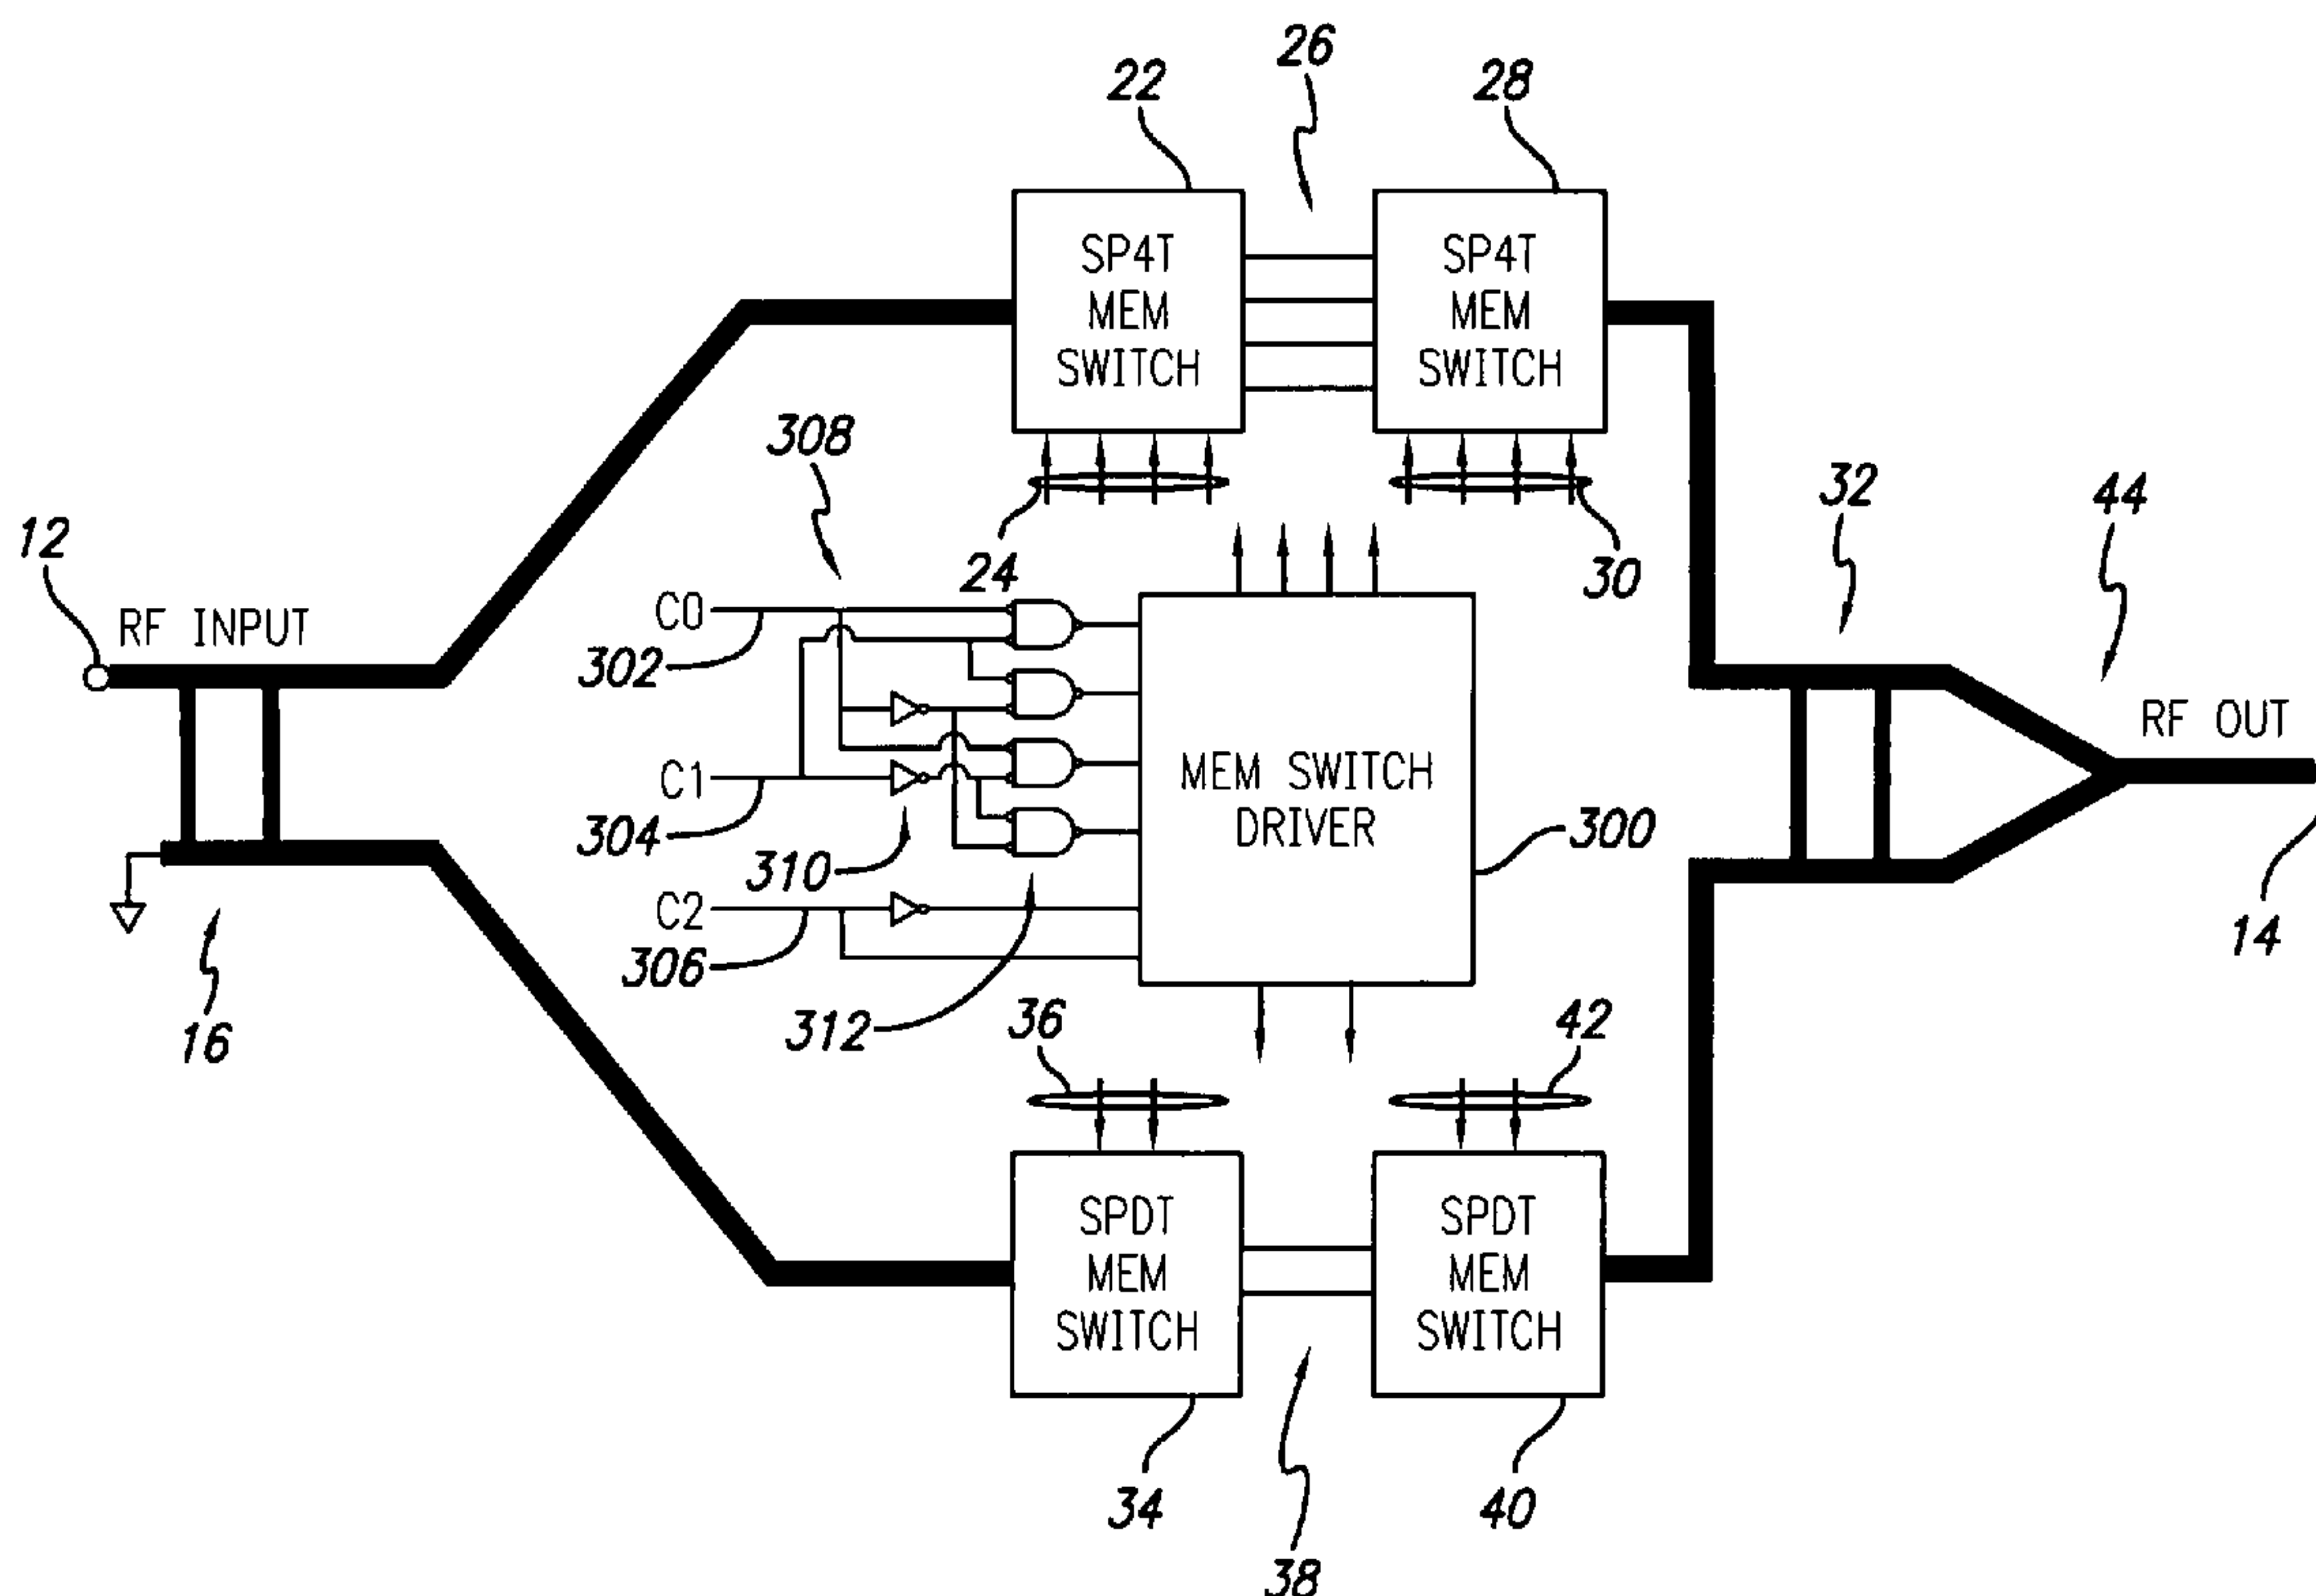 26
22
28
SP4T
MEM
SWITCH
SP4T
MEM
SWITCH
308
32
44
12
RF INPUT
24
30
C0
302
RF OUT
C1
304
310
MEM SWITCH
DRIVER
300
C2
306
14
16
312
36
42
SPDT
MEM
SWITCH
SPDT
MEM
SWITCH
34
40
38